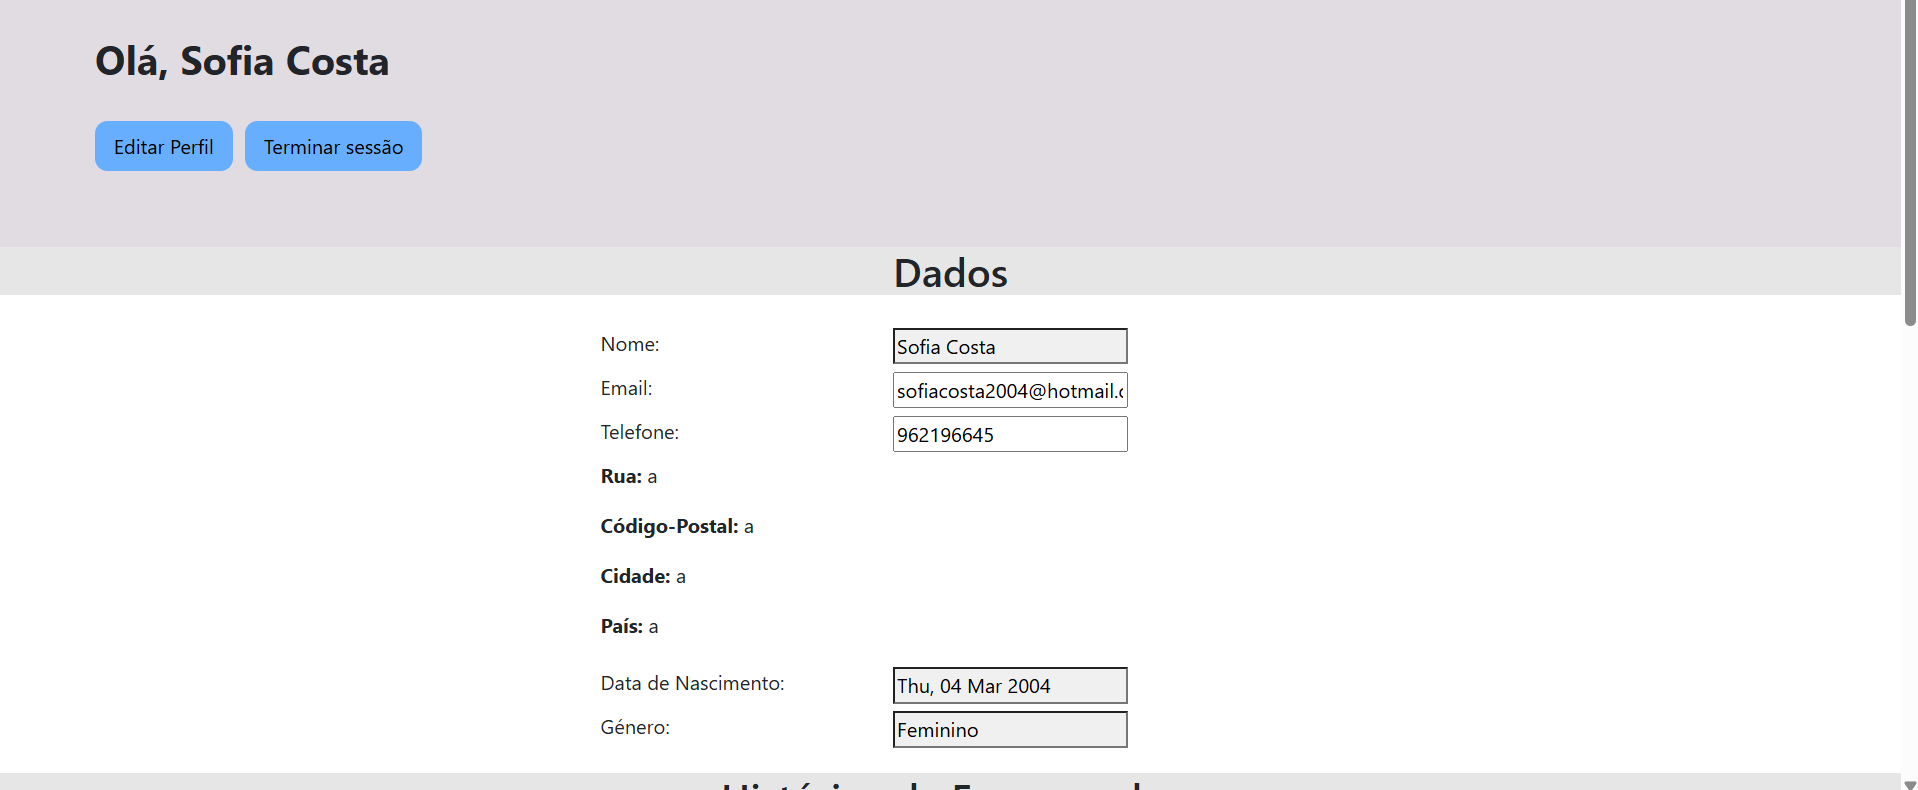 Olá, Sofia Costa
Editar Perfil Terminar sessão
Dados
Nome: Sofia Costa
Email: sofiacosta2004@hotmail.c
Telefone: 962196645
Rua: a
Código-Postal: a
Cidade: a
País: a
Data de Nascimento: Thu, 04 Mar 2004
Género: Feminino